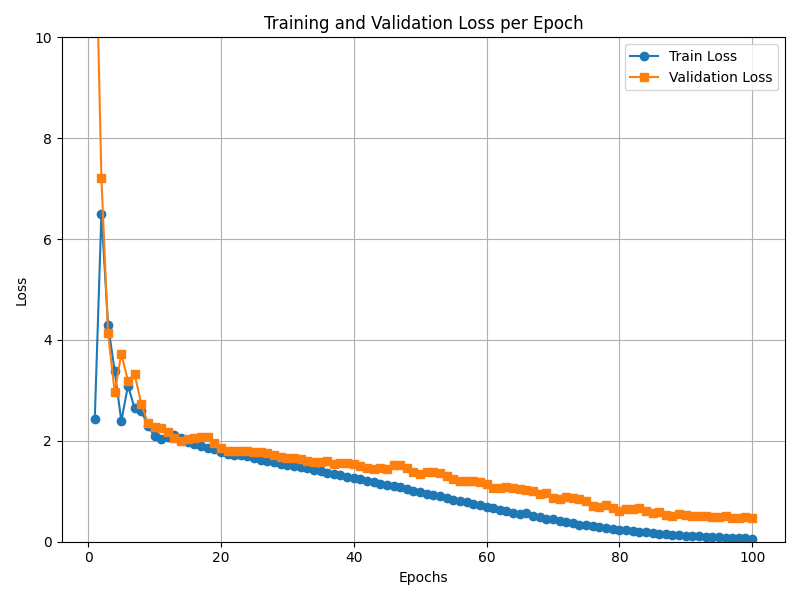 Training and Validation Loss per Epoch
Train Loss
Validation Loss
10
8
6
4
2
0
Loss
0 20 40 60 80 100
Epochs